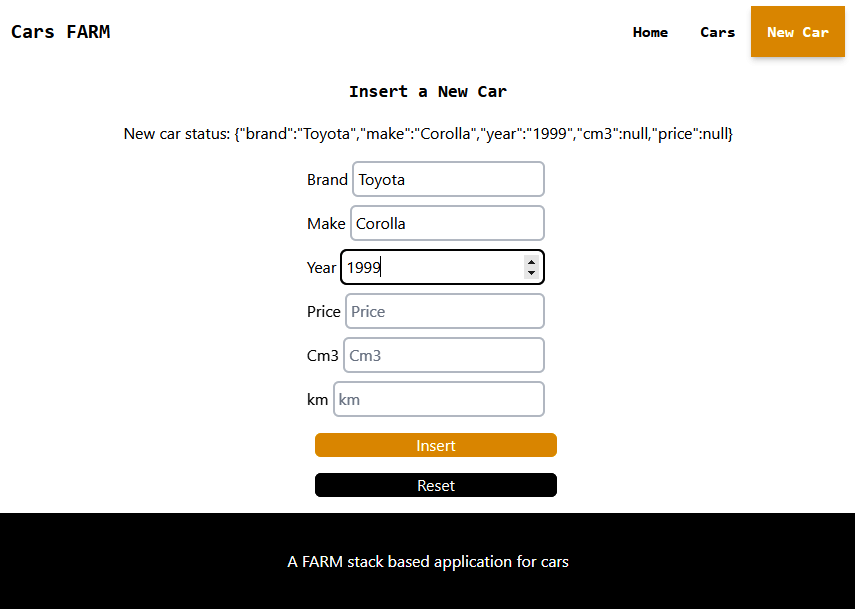 Cars FARM Home Cars New Car
Insert a New Car
New car status: {"brand":"Toyota","make":"Corolla","year":"1999","cm3":null,"price":null}
Brand Toyota
Make Corolla
Year 1999
Price Price
Cm3 Cm3
km km
Insert
Reset
A FARM stack based application for cars